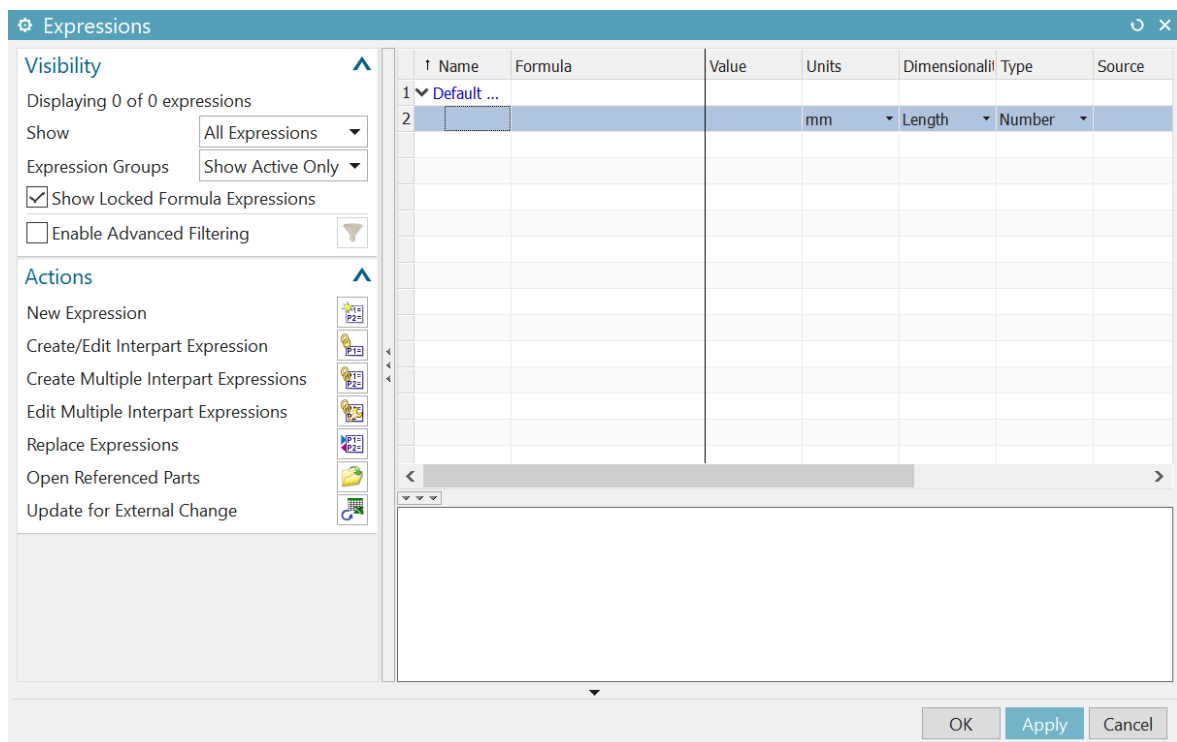 Expressions
Visibility
Displaying 0 of 0 expressions
Show All Expressions
Expression Groups Show Active Only
Show Locked Formula Expressions
Enable Advanced Filtering
Actions
New Expression
Create/Edit Interpart Expression
Create Multiple Interpart Expressions
Edit Multiple Interpart Expressions
Replace Expressions
Open Referenced Parts
Update for External Change
↑ Name Formula Value Units Dimensionalit Type Source
1 Default ...
2 mm Length Number
OK Apply Cancel